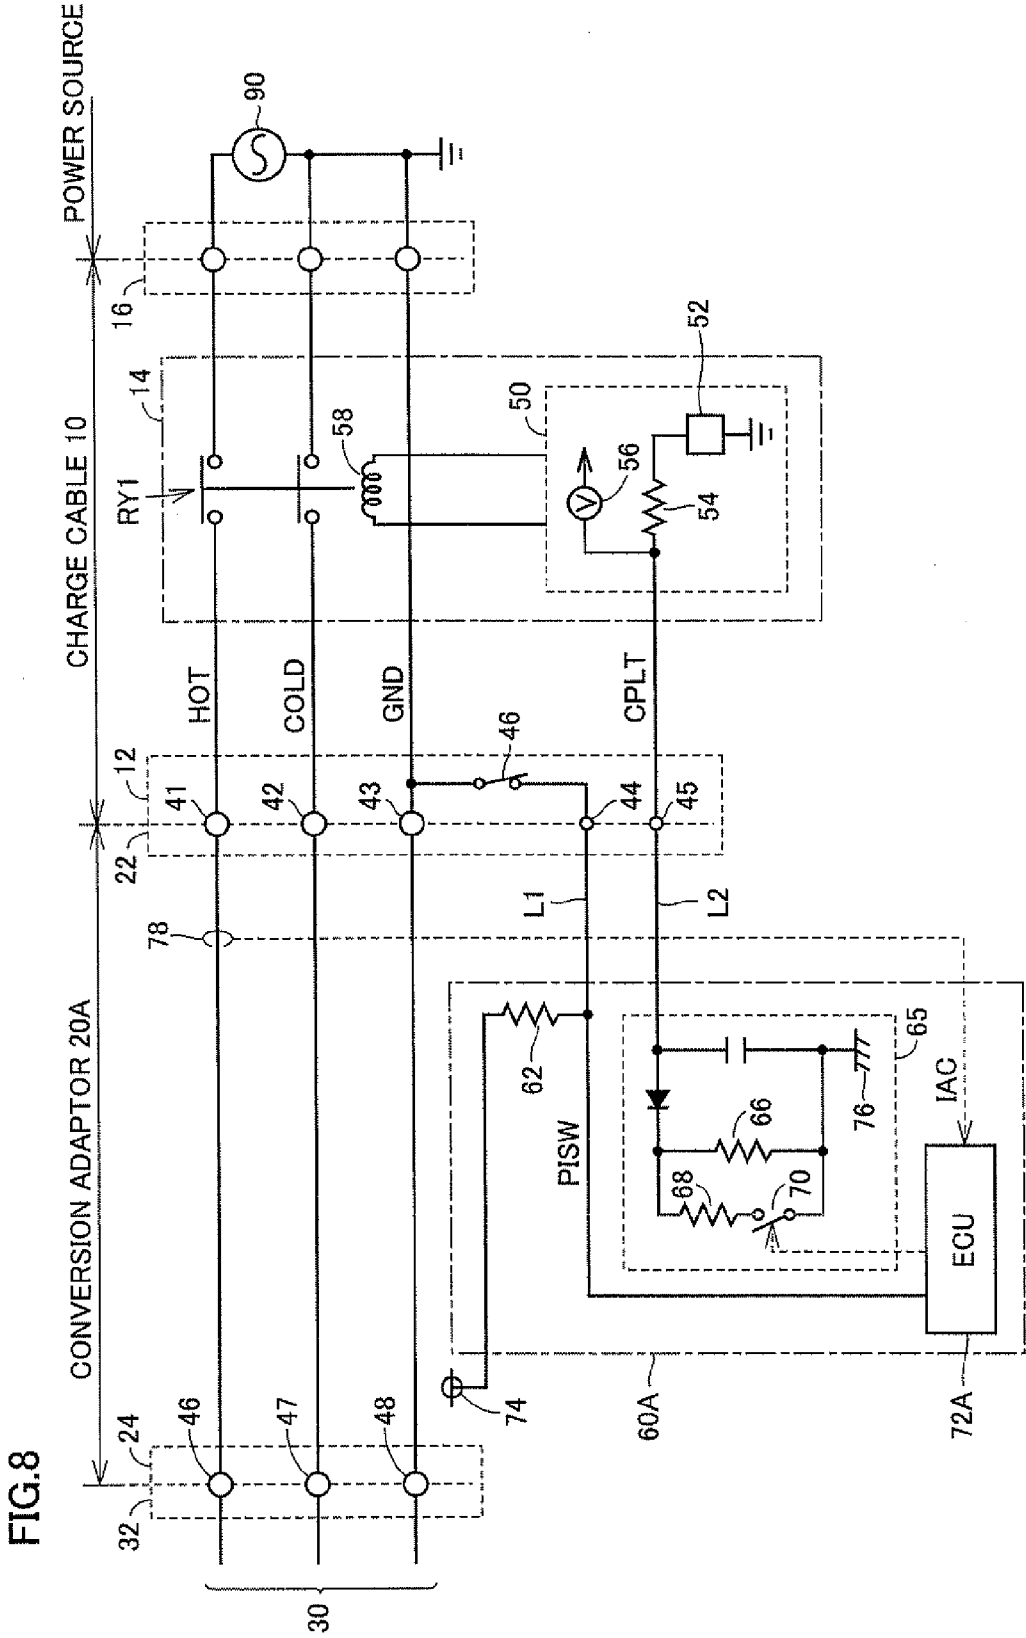 FIG.8
CONVERSION ADAPTOR 20A
CHARGE CABLE 10
POWER SOURCE
32
24
22
12
14
16
90
30
46
47
48
78
41
42
43
44
45
46
HOT
COLD
GND
CPLT
RY1
58
50
56
54
52
L1
L2
74
62
PISW
65
66
68
70
76
IAC
ECU
60A
72A